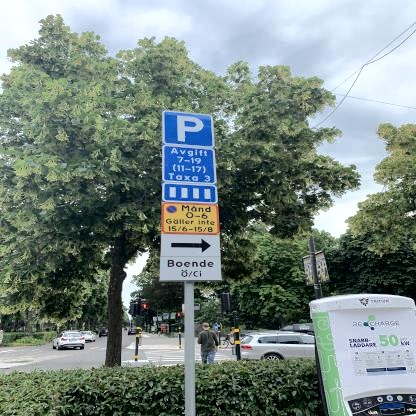 P
Avgift
7-19
(11-17)
Taxa 3
Månd
0-6
Gäller inte
15/6-15/8
Boende
Ö/Ci
TRITON
RECHARGE
SNABB-
LADDARE 50 kW